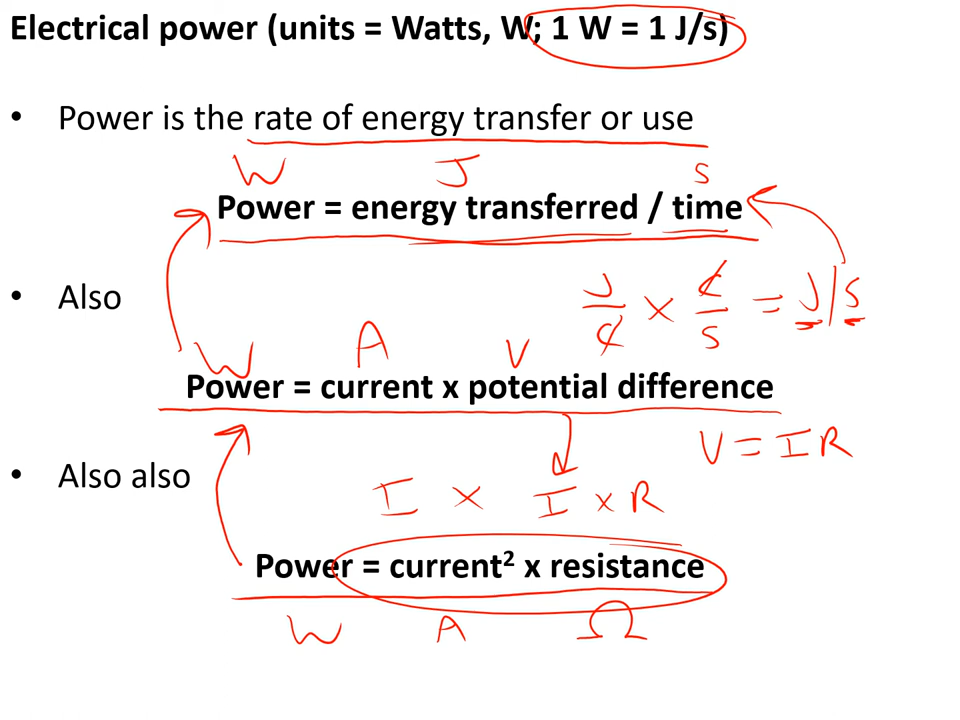 Electrical power (units = Watts, W; 1 W = 1 J/s)
• Power is the rate of energy transfer or use
W J s
Power = energy transferred / time
• Also
J/C × C/s = J/s
W A V
Power = current x potential difference
V = IR
• Also also
I × I × R
Power = current² x resistance
W A Ω